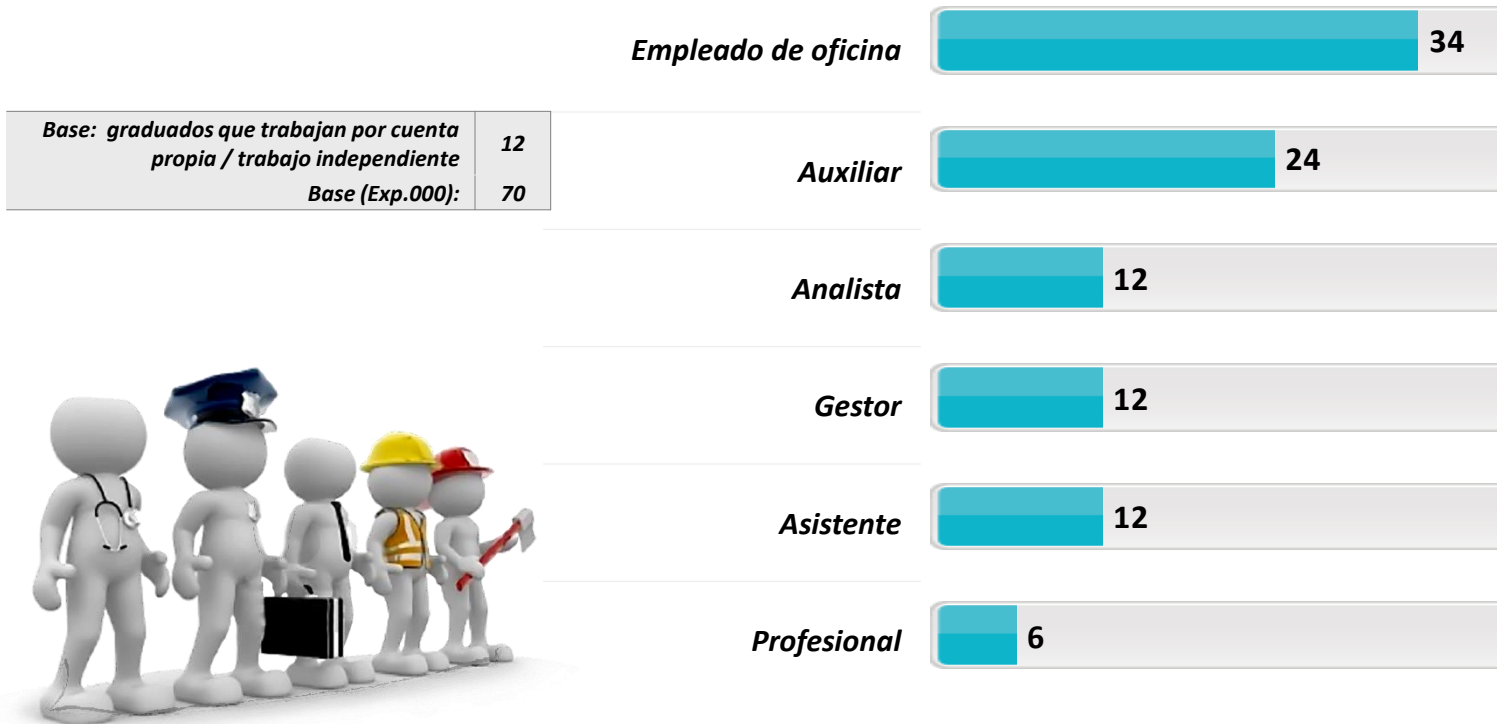 Empleado de oficina 34
Base: graduados que trabajan por cuenta
propia / trabajo independiente 12
Base (Exp.000): 70
Auxiliar 24
Analista 12
Gestor 12
Asistente 12
Profesional 6